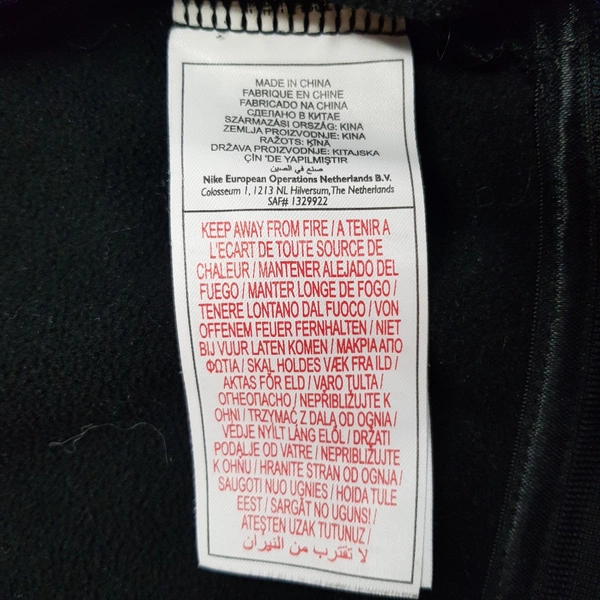 MADE IN CHINA
FABRIQUE EN CHINE
FABRICADO NA CHINA
СДЕЛАНО В КИТАЕ
SZÁRMAZÁSI ORSZÁG: KINA
ZEMLJA PROIZVODNJE: KINA
RAŽOTS: ĶĪNA
DRŽAVA PROIZVODNJE: KITAJSKA
ÇİN 'DE YAPILMIŞTIR
صنع في الصين
Nike European Operations Netherlands B.V.
Colosseum 1, 1213 NL Hilversum,The Netherlands
SAF# 1329922
KEEP AWAY FROM FIRE / A TENIR A
L'ECART DE TOUTE SOURCE DE
CHALEUR / MANTENER ALEJADO DEL
FUEGO / MANTER LONGE DE FOGO /
TENERE LONTANO DAL FUOCO / VON
OFFENEM FEUER FERNHALTEN / NIET
BIJ VUUR LATEN KOMEN / ΜΑΚΡΙΑ ΑΠΟ
ΦΩΤΙΑ / SKAL HOLDES VÆK FRA ILD /
AKTAS FÖR ELD / VARO TULTA /
ОГНЕОПАСНО / NEPŘIBLIŽUJTE K
OHNI / TRZYMAĆ Z DALA OD OGNIA /
VEDJE NYÍLT LÁNG ELŐL / DRŽATI
PODALJE OD VATRE / NEPRIBLIŽUJTE
K OHŇU / HRANITE STRAN OD OGNJA /
SAUGOTI NUO UGNIES / HOIDA TULE
EEST / SARGĀT NO UGUNS! /
ATEŞTEN UZAK TUTUNUZ /
لا تقترب من النيران